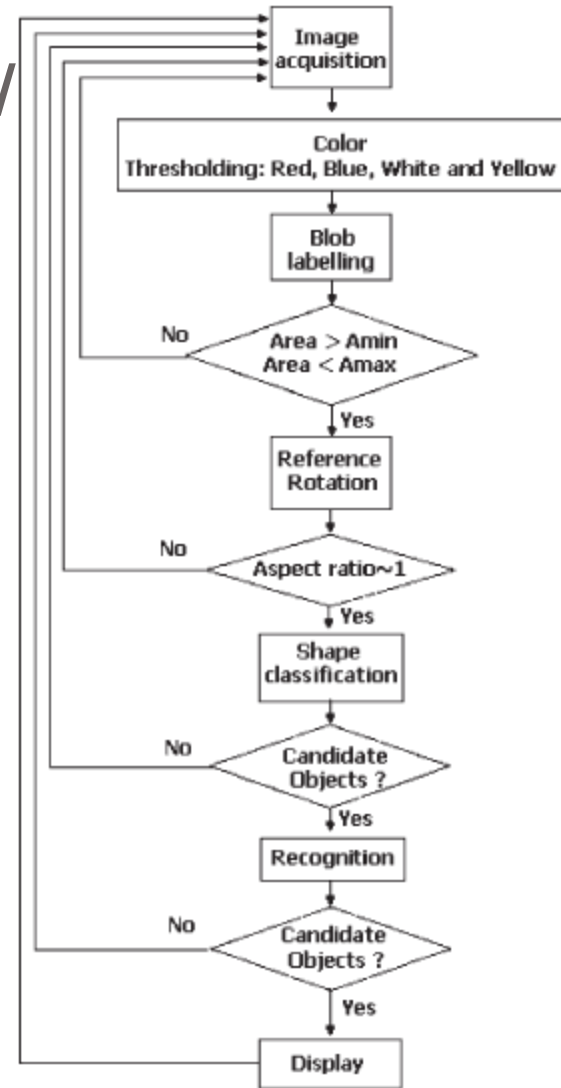 Image
acquisition
Color
Thresholding: Red, Blue, White and Yellow
Blob
labelling
No
Area > Amin
Area < Amax
Yes
Reference
Rotation
No
Aspect ratio~1
Yes
Shape
classification
No
Candidate
Objects ?
Yes
Recognition
No
Candidate
Objects ?
Yes
Display